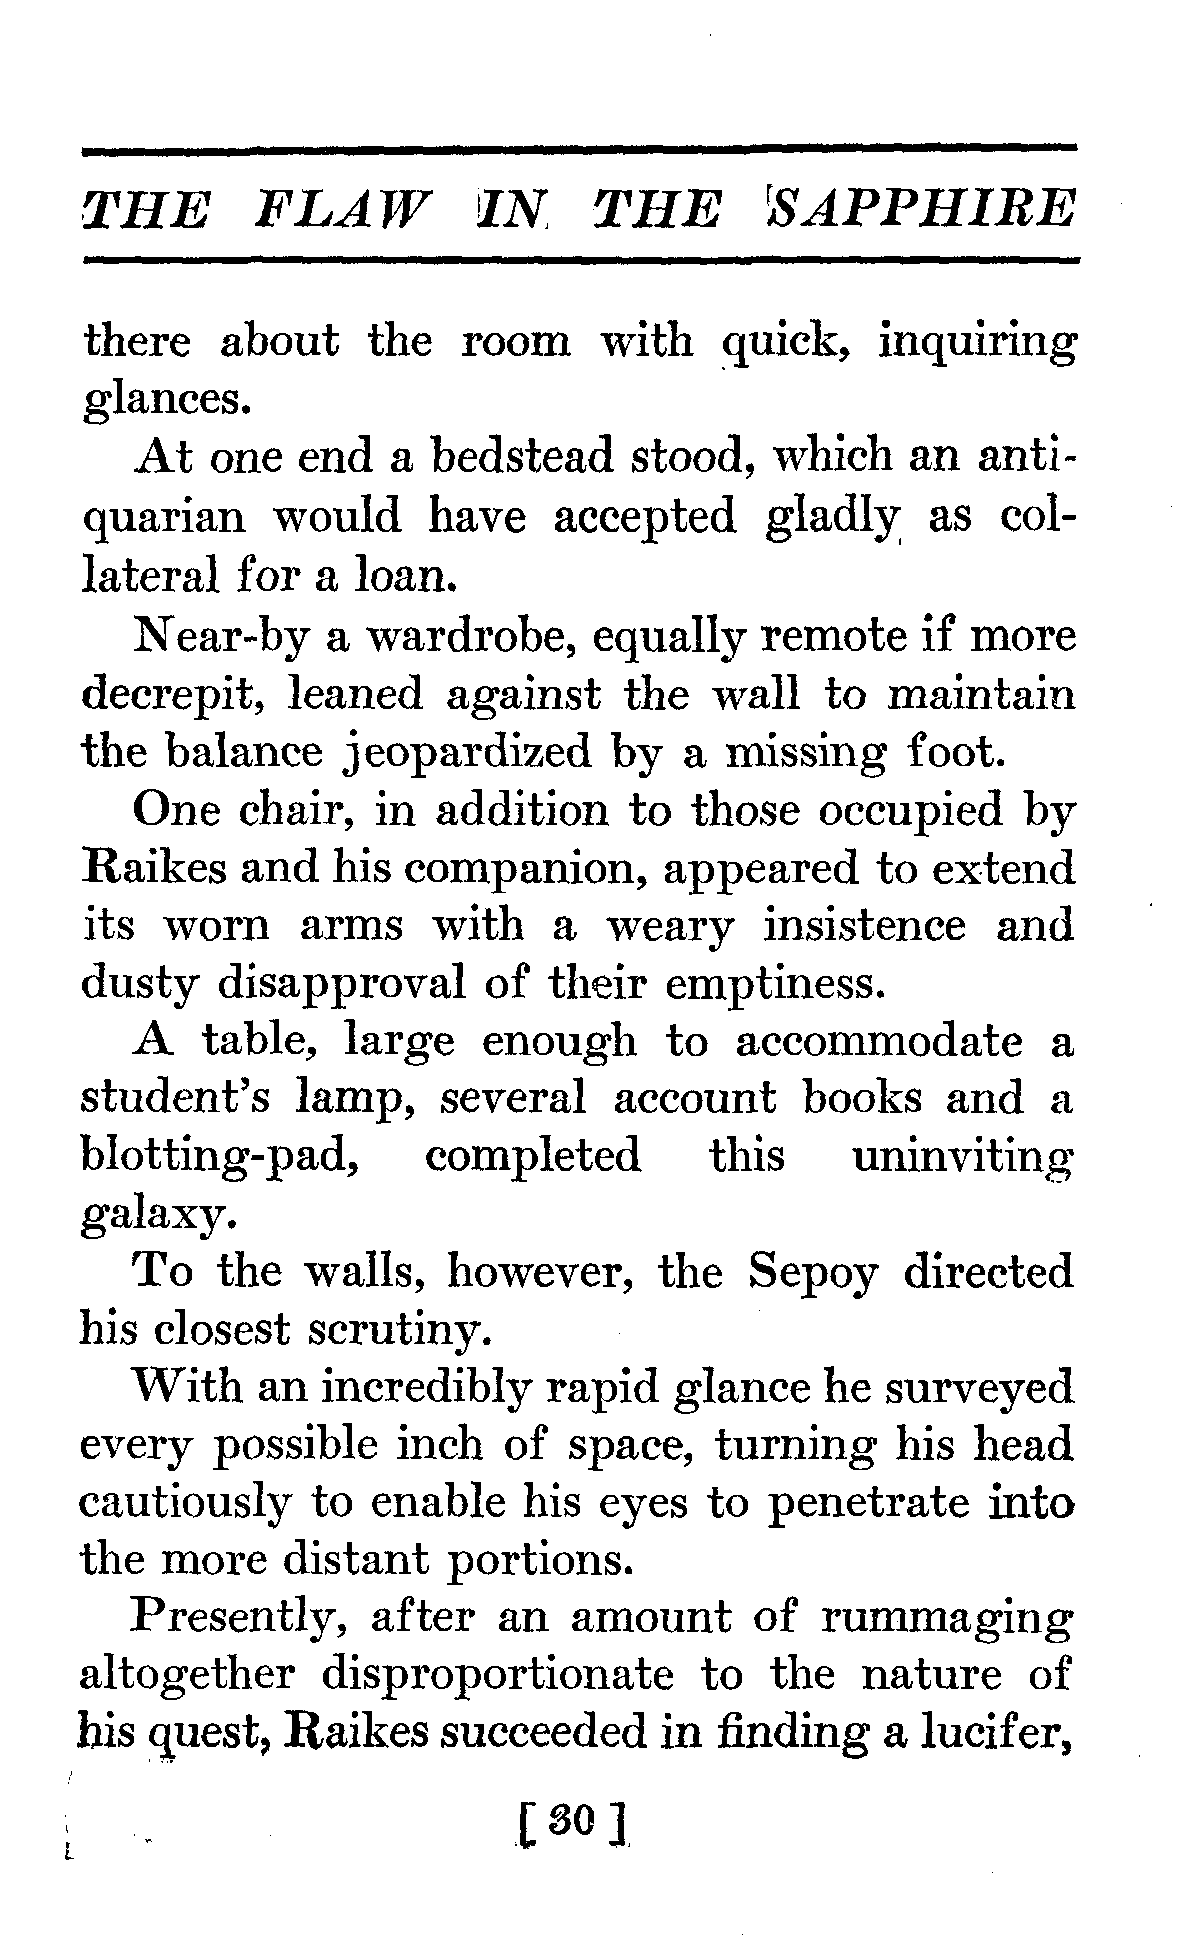 THE FLAW IN THE SAPPHIRE
there about the room with quick, inquiring
glances.
At one end a bedstead stood, which an anti-
quarian would have accepted gladly as col-
lateral for a loan.
Near-by a wardrobe, equally remote if more
decrepit, leaned against the wall to maintain
the balance jeopardized by a missing foot.
One chair, in addition to those occupied by
Raikes and his companion, appeared to extend
its worn arms with a weary insistence and
dusty disapproval of their emptiness.
A table, large enough to accommodate a
student's lamp, several account books and a
blotting-pad, completed this uninviting
galaxy.
To the walls, however, the Sepoy directed
his closest scrutiny.
With an incredibly rapid glance he surveyed
every possible inch of space, turning his head
cautiously to enable his eyes to penetrate into
the more distant portions.
Presently, after an amount of rummaging
altogether disproportionate to the nature of
his quest, Raikes succeeded in finding a lucifer,
[ 30 ]